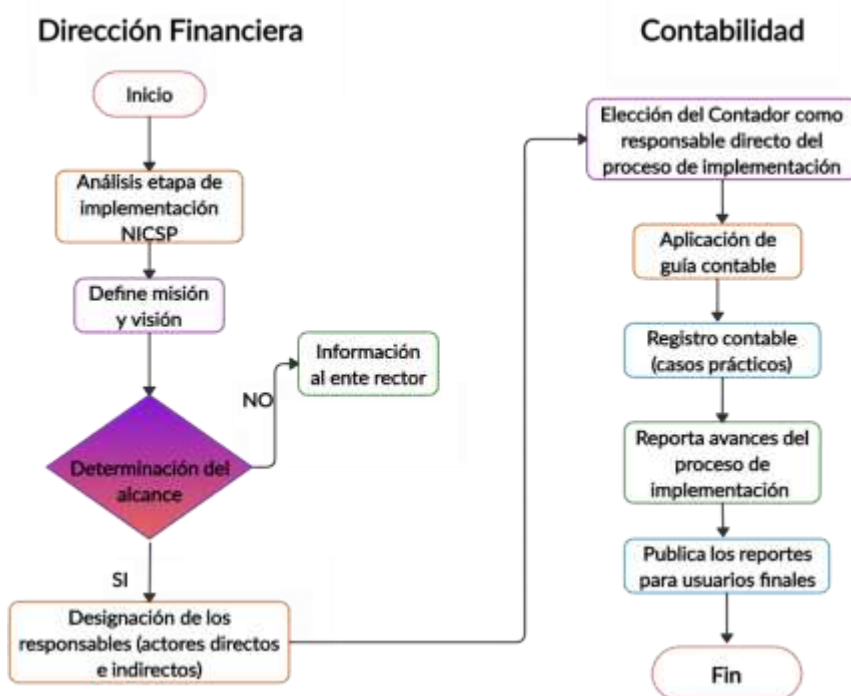 Dirección Financiera
Inicio
Análisis etapa de
implementación
NICSP
Define misión
y visión
Determinación del
alcance
NO
Información
al ente rector
SI
Designación de los
responsables (actores directos
e indirectos)
Contabilidad
Elección del Contador como
responsable directo del
proceso de implementación
Aplicación de
guía contable
Registro contable
(casos prácticos)
Reporta avances del
proceso de
implementación
Publica los reportes
para usuarios finales
Fin